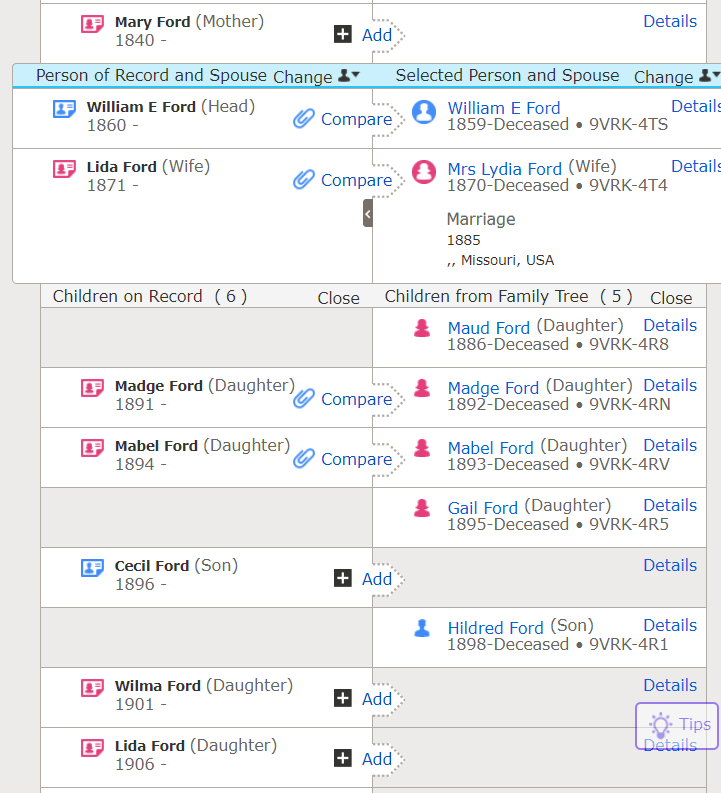 Mary Ford (Mother)
1840 -
Add
Details
Person of Record and Spouse Change
Selected Person and Spouse Change
William E Ford (Head)
1860 -
Compare
William E Ford
1859-Deceased • 9VRK-4TS
Details
Lida Ford (Wife)
1871 -
Compare
Mrs Lydia Ford (Wife)
1870-Deceased • 9VRK-4T4
Details
Marriage
1885
,, Missouri, USA
Children on Record ( 6 ) Close
Children from Family Tree ( 5 ) Close
Maud Ford (Daughter)
1886-Deceased • 9VRK-4R8
Details
Madge Ford (Daughter)
1891 -
Compare
Madge Ford (Daughter)
1892-Deceased • 9VRK-4RN
Details
Mabel Ford (Daughter)
1894 -
Compare
Mabel Ford (Daughter)
1893-Deceased • 9VRK-4RV
Details
Gail Ford (Daughter)
1895-Deceased • 9VRK-4R5
Details
Cecil Ford (Son)
1896 -
Add
Details
Hildred Ford (Son)
1898-Deceased • 9VRK-4R1
Details
Wilma Ford (Daughter)
1901 -
Add
Details
Tips
Lida Ford (Daughter)
1906 -
Add
Details